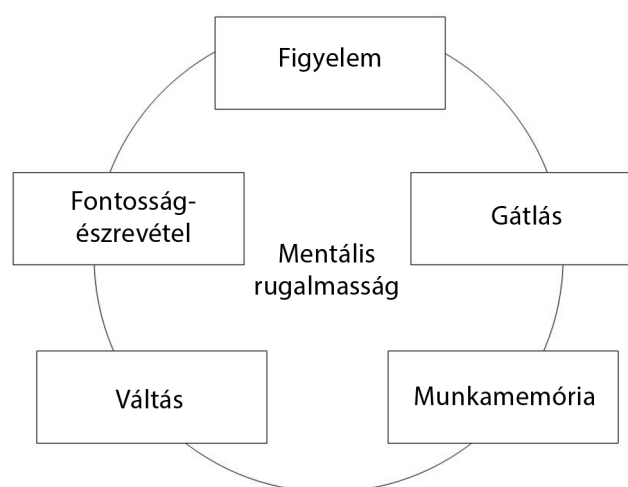 Figyelem
Fontosság-
észrevétel
Gátlás
Mentális
rugalmasság
Váltás
Munkamemória